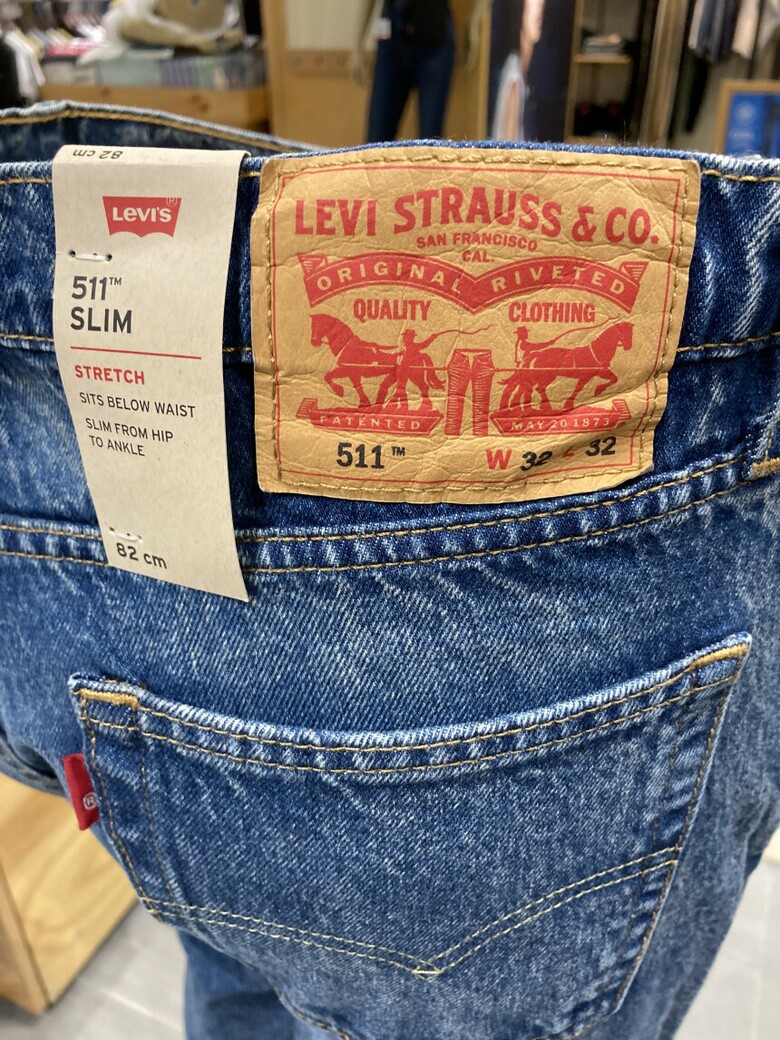 82 cm
LEVI'S ®
511™
SLIM
STRETCH
SITS BELOW WAIST
SLIM FROM HIP
TO ANKLE
82 cm
LEVI STRAUSS & CO.
SAN FRANCISCO
CAL.
ORIGINAL RIVETED
QUALITY CLOTHING
PATENTED MAY 20 1873
511™ W 32 L 32
®